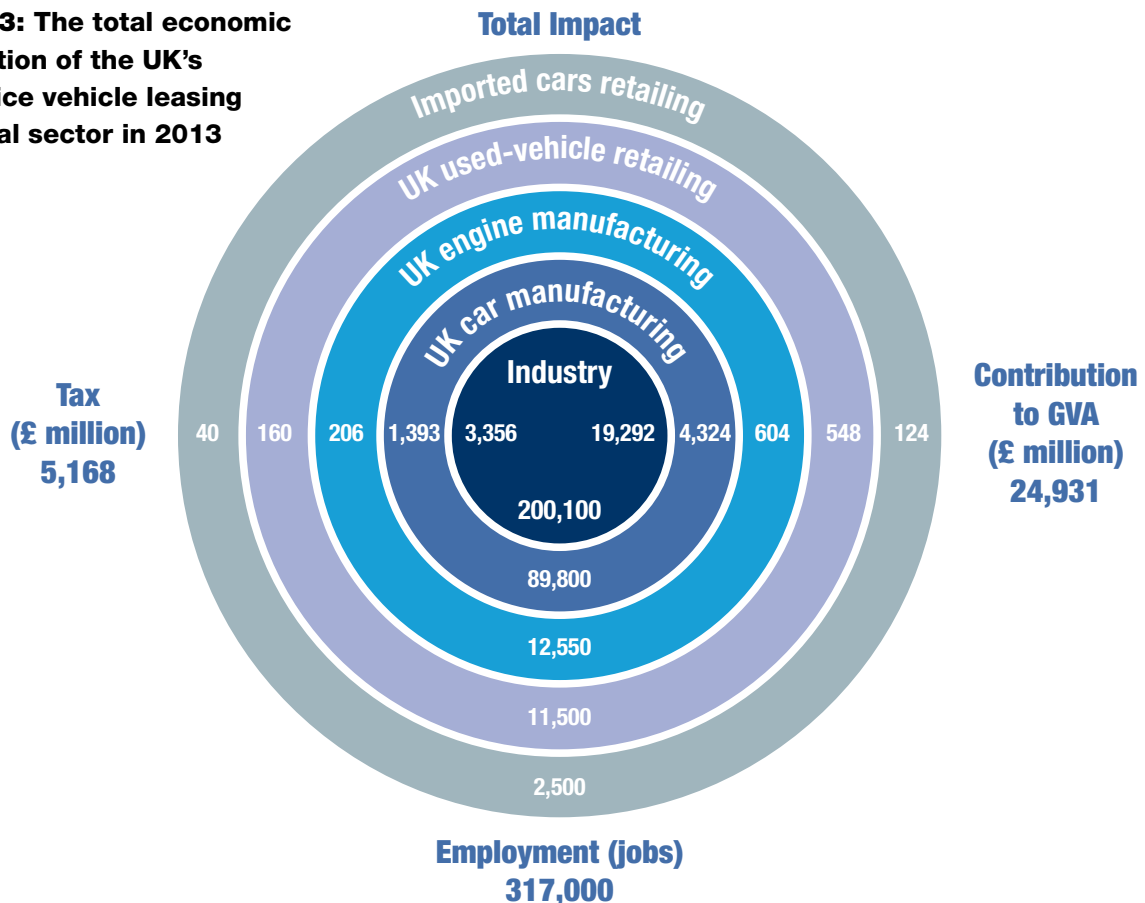 3: The total economic
tion of the UK’s
ice vehicle leasing
al sector in 2013
Total Impact
Imported cars retailing
UK used-vehicle retailing
UK engine manufacturing
UK car manufacturing
Industry
Tax
(£ million)
5,168
40 160 206 1,393 3,356 19,292 4,324 604 548 124
Contribution
to GVA
(£ million)
24,931
200,100
89,800
12,550
11,500
2,500
Employment (jobs)
317,000